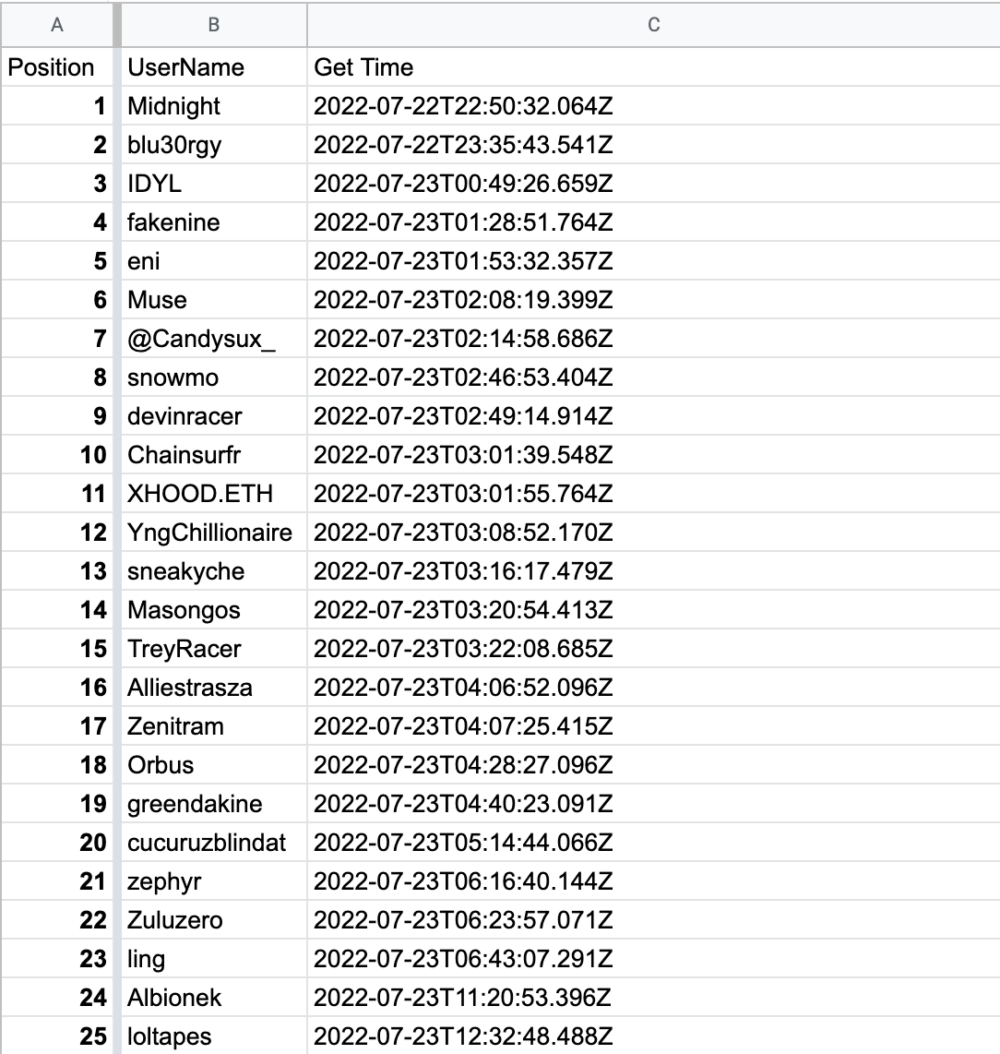 A B C
Position UserName Get Time
1 Midnight 2022-07-22T22:50:32.064Z
2 blu30rgy 2022-07-22T23:35:43.541Z
3 IDYL 2022-07-23T00:49:26.659Z
4 fakenine 2022-07-23T01:28:51.764Z
5 eni 2022-07-23T01:53:32.357Z
6 Muse 2022-07-23T02:08:19.399Z
7 @Candysux_ 2022-07-23T02:14:58.686Z
8 snowmo 2022-07-23T02:46:53.404Z
9 devinracer 2022-07-23T02:49:14.914Z
10 Chainsurfr 2022-07-23T03:01:39.548Z
11 XHOOD.ETH 2022-07-23T03:01:55.764Z
12 YngChillionaire 2022-07-23T03:08:52.170Z
13 sneakyche 2022-07-23T03:16:17.479Z
14 Masongos 2022-07-23T03:20:54.413Z
15 TreyRacer 2022-07-23T03:22:08.685Z
16 Alliestrasza 2022-07-23T04:06:52.096Z
17 Zenitram 2022-07-23T04:07:25.415Z
18 Orbus 2022-07-23T04:28:27.096Z
19 greendakine 2022-07-23T04:40:23.091Z
20 cucuruzblindat 2022-07-23T05:14:44.066Z
21 zephyr 2022-07-23T06:16:40.144Z
22 Zuluzero 2022-07-23T06:23:57.071Z
23 ling 2022-07-23T06:43:07.291Z
24 Albionek 2022-07-23T11:20:53.396Z
25 loltapes 2022-07-23T12:32:48.488Z